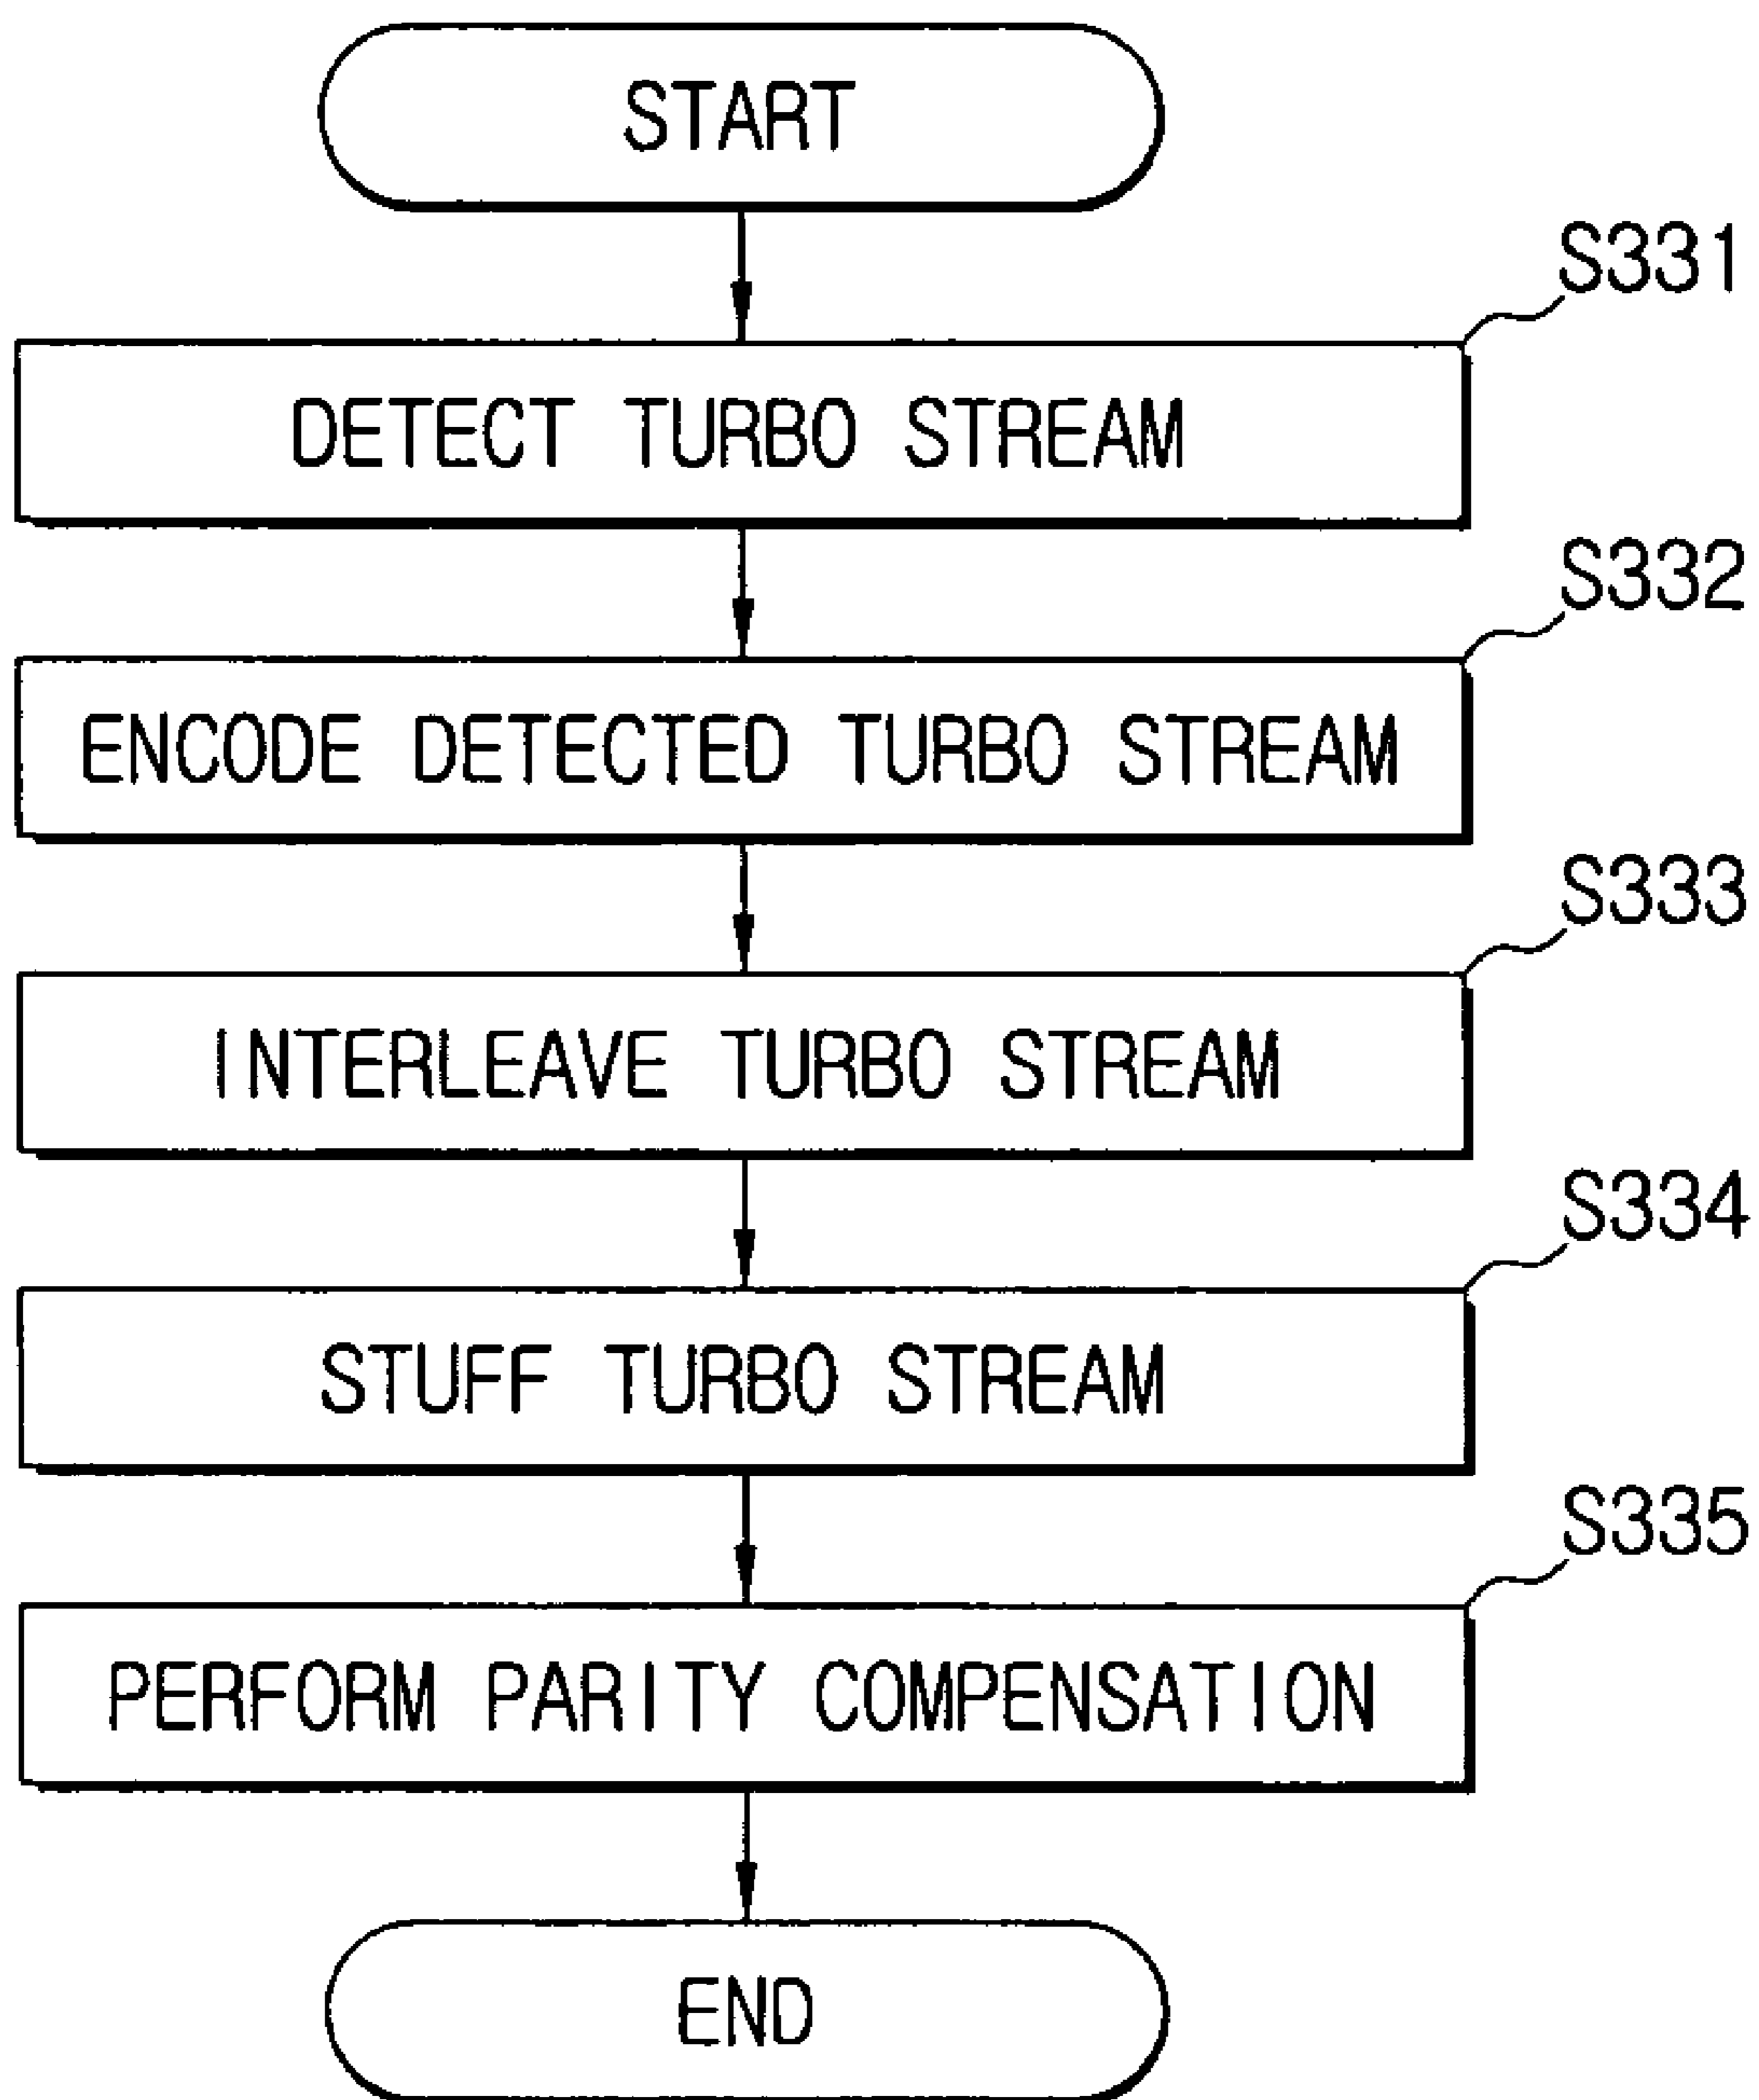 START
S331
DETECT TURBO STREAM
S332
ENCODE DETECTED TURBO STREAM
S333
INTERLEAVE TURBO STREAM
S334
STUFF TURBO STREAM
S335
PERFORM PARITY COMPENSATION
END